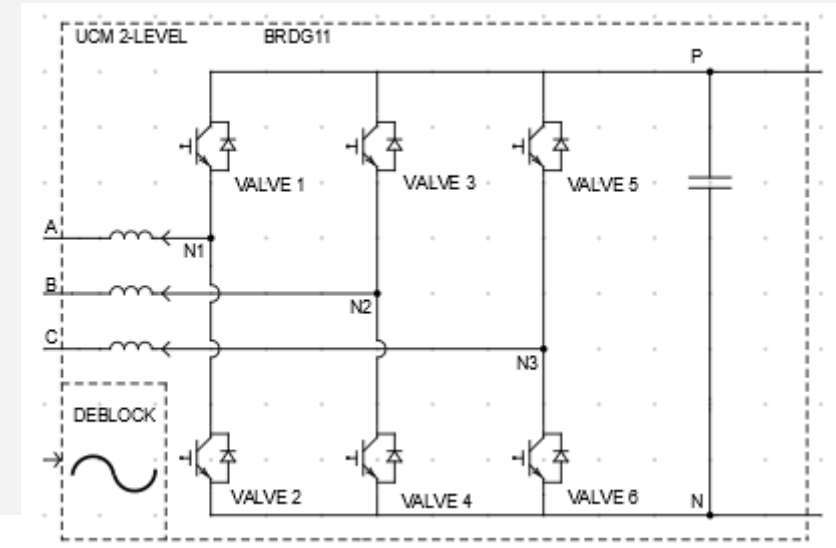 UCM 2-LEVEL
BRDG11
P
VALVE 1
VALVE 3
VALVE 5
A
N1
B
N2
C
N3
DEBLOCK
VALVE 2
VALVE 4
VALVE 6
N